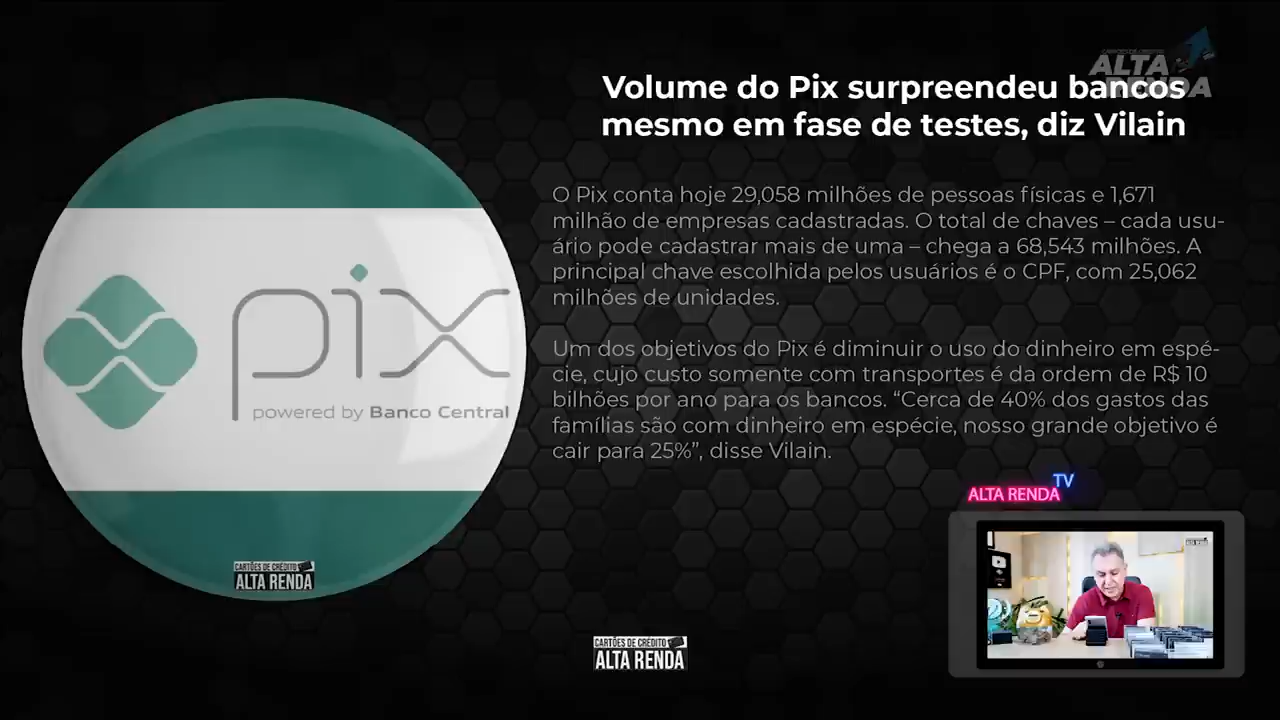 ALTA
RENDA
Volume do Pix surpreendeu bancos
mesmo em fase de testes, diz Vilain
O Pix conta hoje 29,058 milhões de pessoas físicas e 1,671
milhão de empresas cadastradas. O total de chaves – cada usu-
ário pode cadastrar mais de uma – chega a 68,543 milhões. A
principal chave escolhida pelos usuários é o CPF, com 25,062
milhões de unidades.
Um dos objetivos do Pix é diminuir o uso do dinheiro em espé-
cie, cujo custo somente com transportes é da ordem de R$ 10
bilhões por ano para os bancos. “Cerca de 40% dos gastos das
famílias são com dinheiro em espécie, nosso grande objetivo é
cair para 25%”, disse Vilain.
pix
powered by Banco Central
CARTÕES DE CRÉDITO
ALTA RENDA
ALTA RENDA TV
CARTÕES DE CRÉDITO
ALTA RENDA